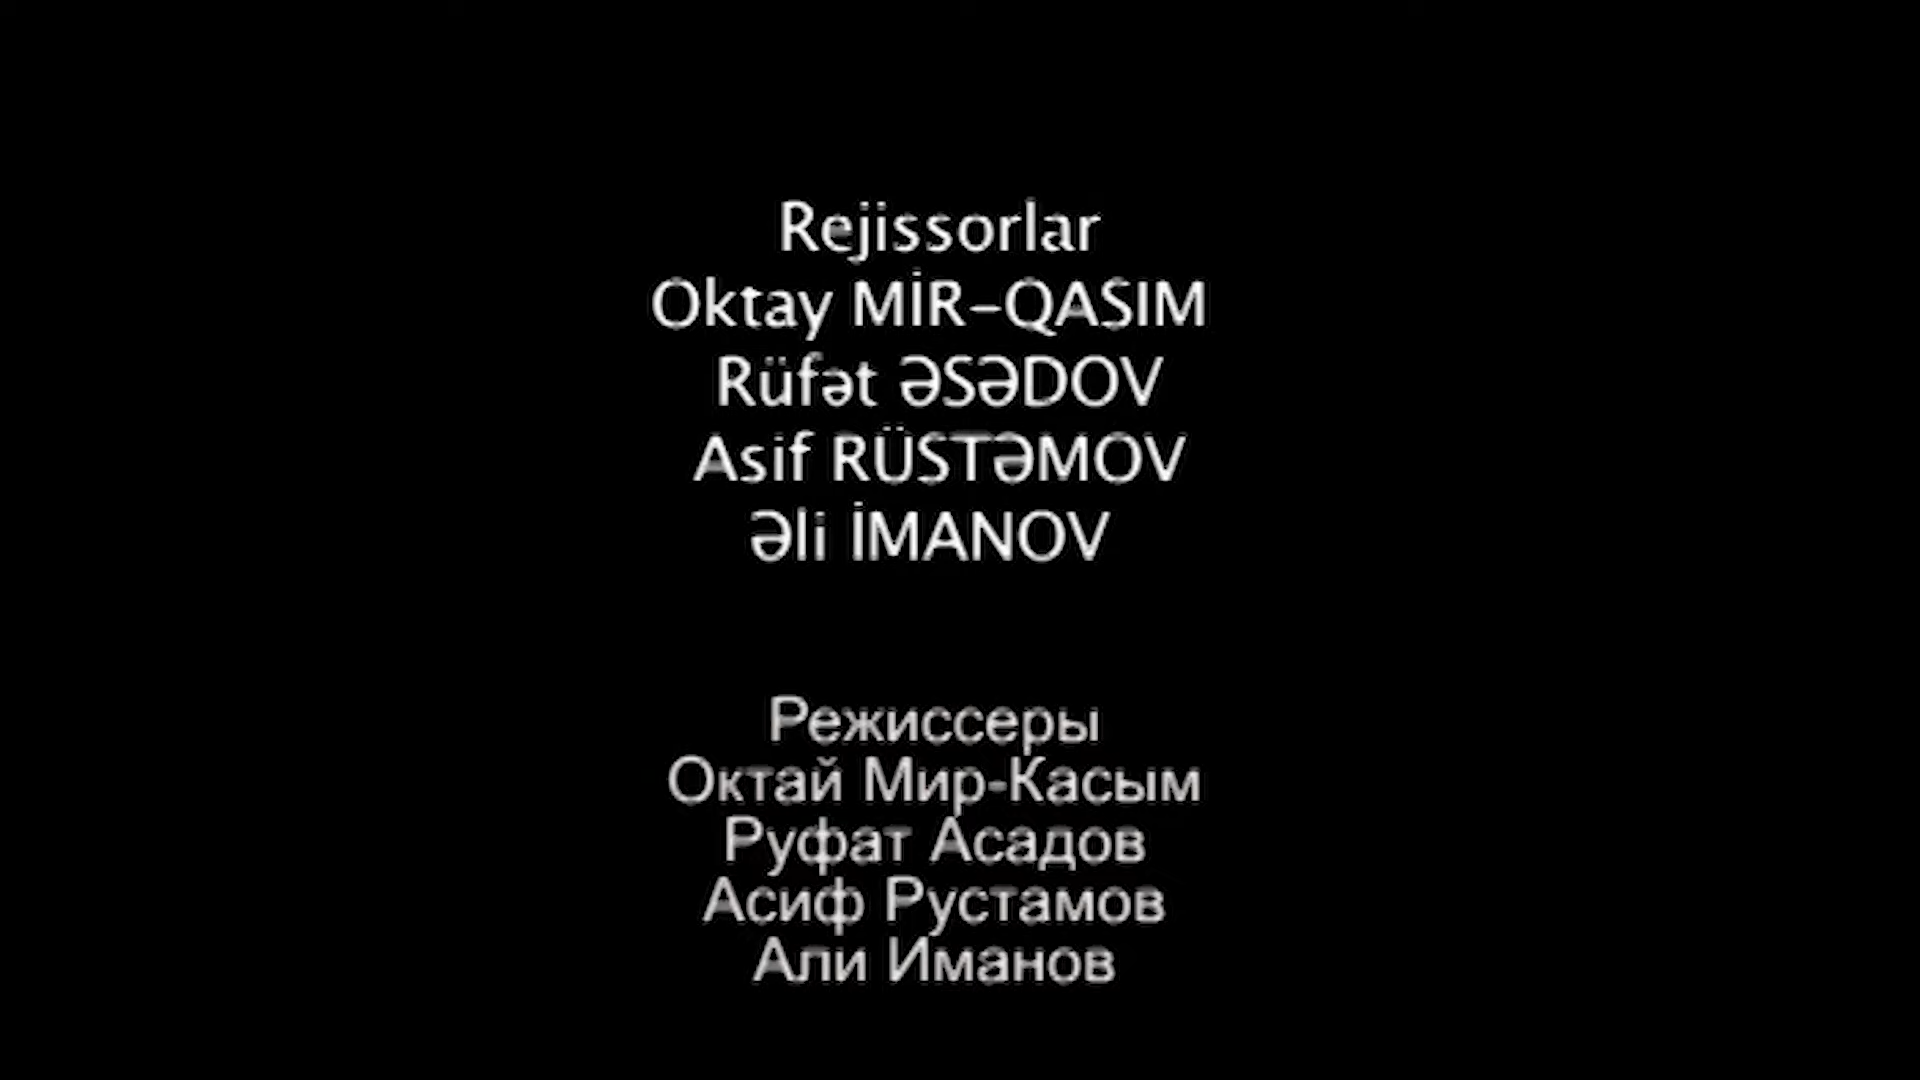 Rejissorlar
Oktay MİR-QASIM
Rüfət ƏSƏDOV
Asif RÜSTƏMOV
Əli İMANOV
Режиссеры
Октай Мир-Касым
Руфат Асадов
Асиф Рустамов
Али Иманов